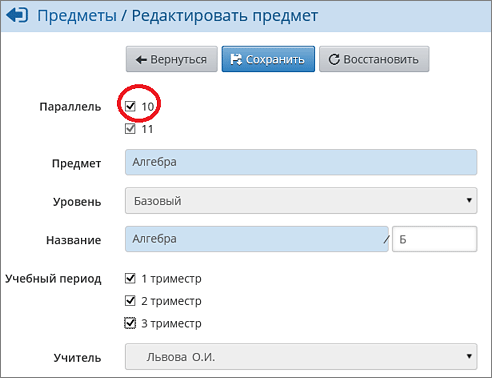 Предметы / Редактировать предмет
Вернуться Сохранить Восстановить
Параллель 10
11
Предмет Алгебра
Уровень Базовый
Название Алгебра / Б
Учебный период 1 триместр
2 триместр
3 триместр
Учитель Львова О.И.